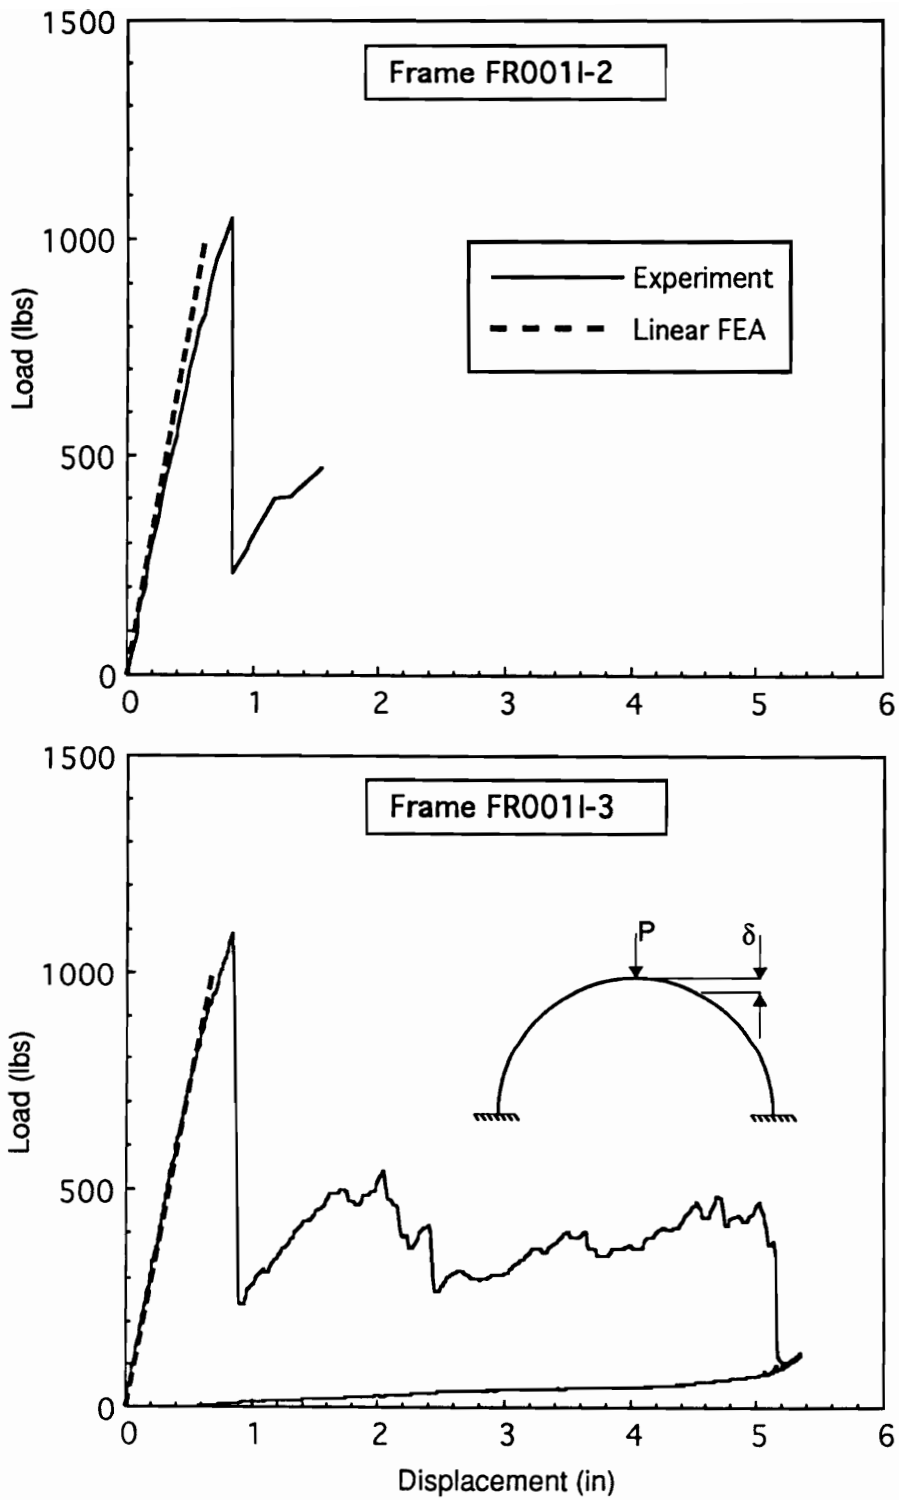 1500
Frame FR001I-2
1000
Experiment
Linear FEA
Load (lbs)
500
0
0 1 2 3 4 5 6
1500
Frame FR001I-3
P δ
1000
Load (lbs)
500
0
0 1 2 3 4 5 6
Displacement (in)